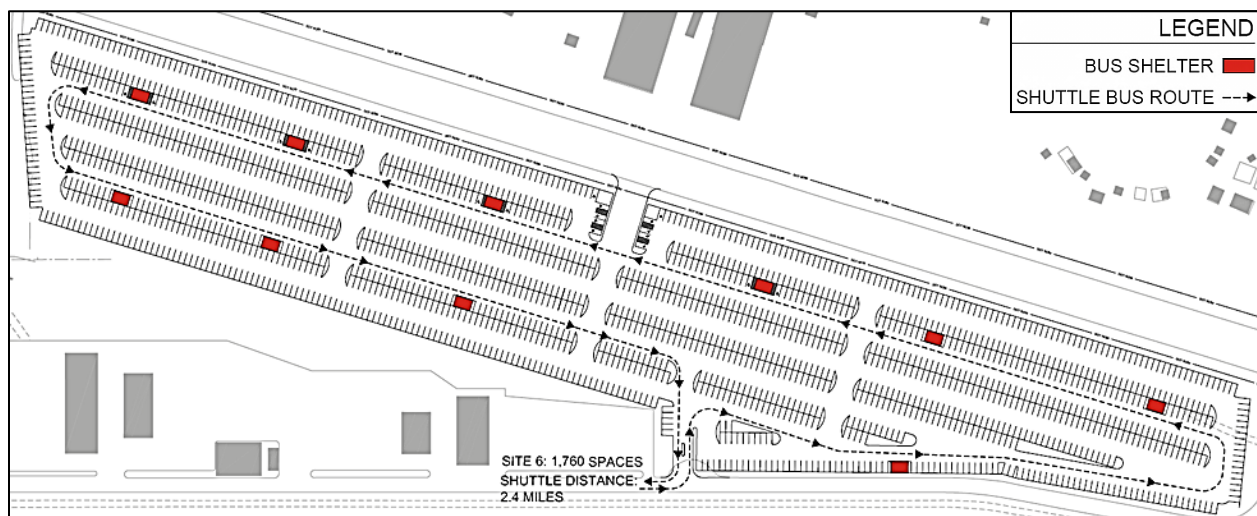 LEGEND
BUS SHELTER
SHUTTLE BUS ROUTE
SITE 6: 1,760 SPACES
SHUTTLE DISTANCE:
2.4 MILES